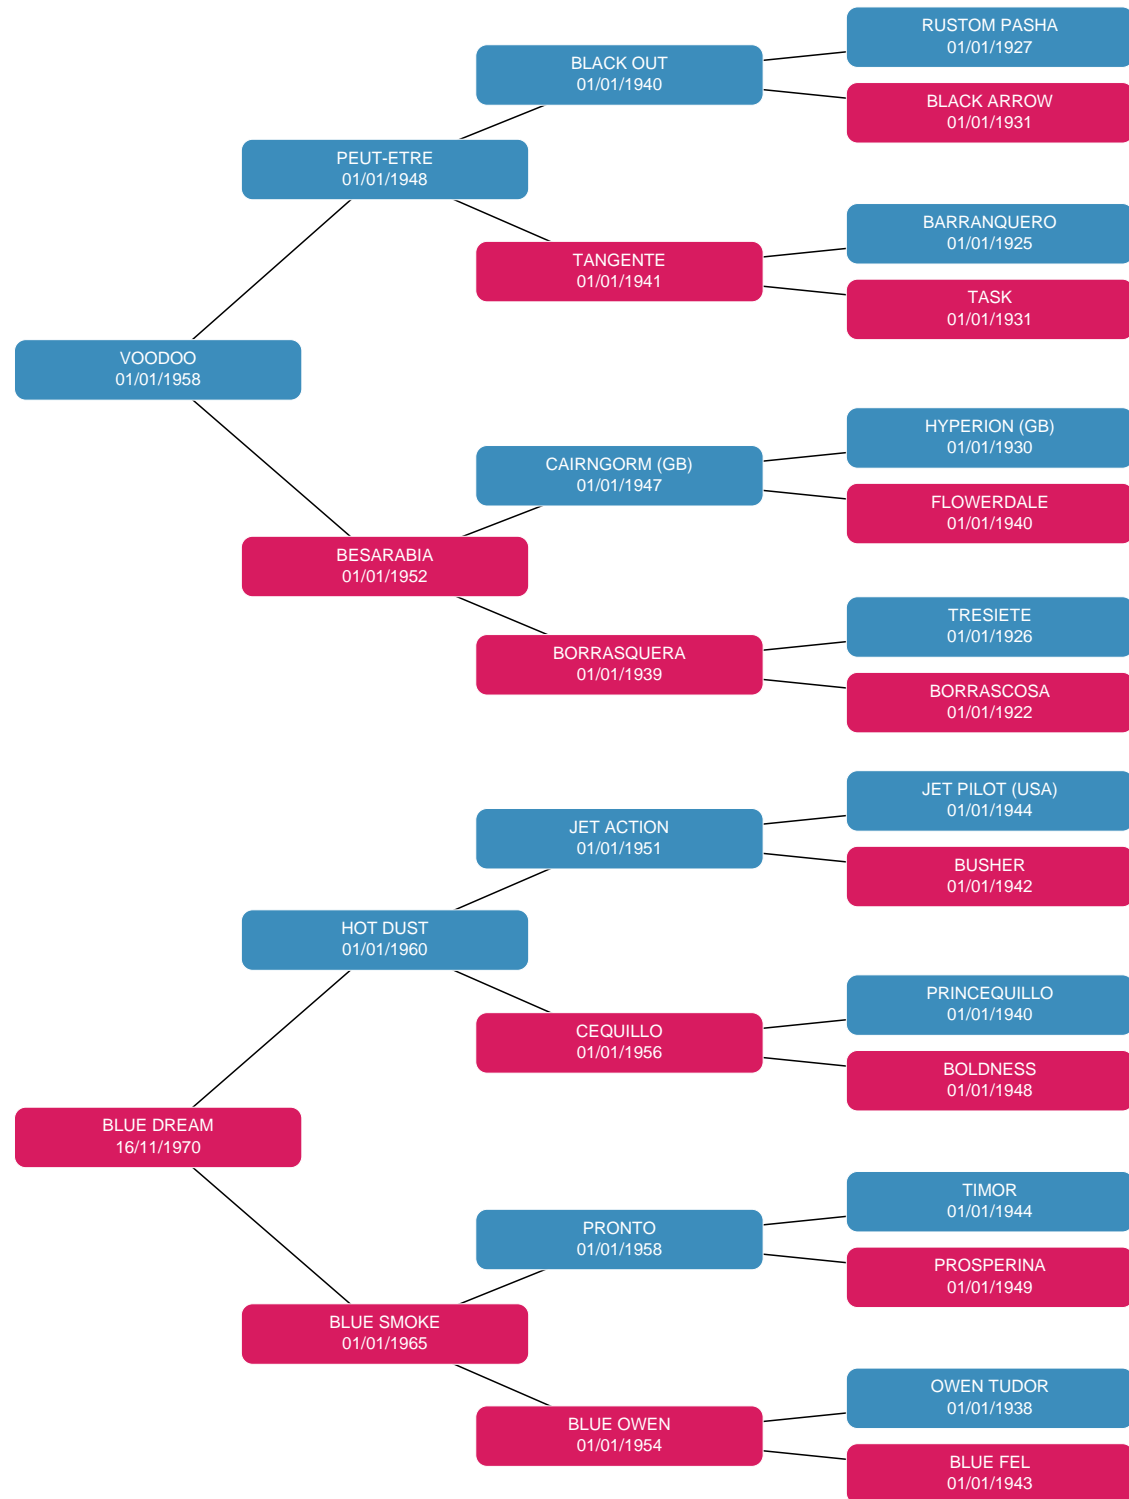 RUSTOM PASHA
01/01/1927
BLACK OUT
01/01/1940
BLACK ARROW
01/01/1931
PEUT-ETRE
01/01/1948
BARRANQUERO
01/01/1925
TANGENTE
01/01/1941
TASK
01/01/1931
VOODOO
01/01/1958
HYPERION (GB)
01/01/1930
CAIRNGORM (GB)
01/01/1947
FLOWERDALE
01/01/1940
BESARABIA
01/01/1952
TRESIETE
01/01/1926
BORRASQUERA
01/01/1939
BORRASCOSA
01/01/1922
JET PILOT (USA)
01/01/1944
JET ACTION
01/01/1951
BUSHER
01/01/1942
HOT DUST
01/01/1960
PRINCEQUILLO
01/01/1940
CEQUILLO
01/01/1956
BOLDNESS
01/01/1948
BLUE DREAM
16/11/1970
TIMOR
01/01/1944
PRONTO
01/01/1958
PROSPERINA
01/01/1949
BLUE SMOKE
01/01/1965
OWEN TUDOR
01/01/1938
BLUE OWEN
01/01/1954
BLUE FEL
01/01/1943